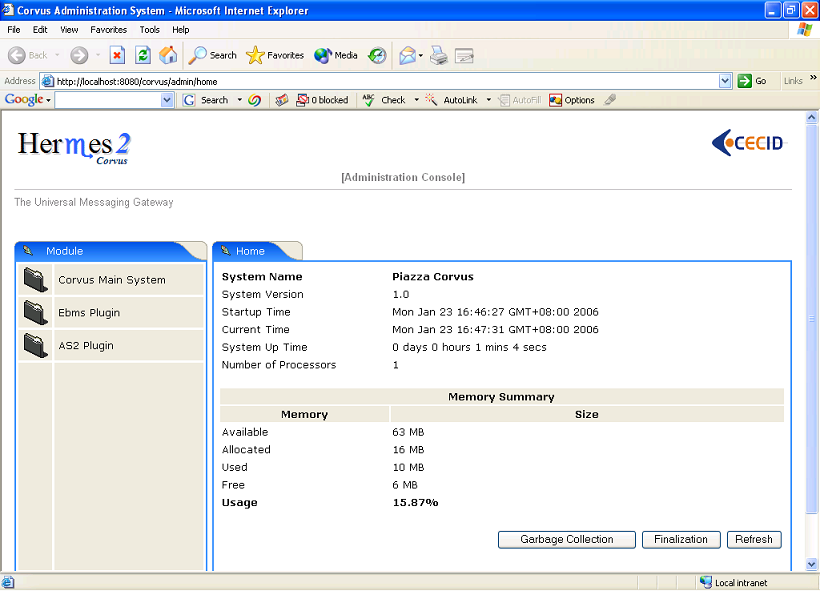 Corvus Administration System - Microsoft Internet Explorer
File Edit View Favorites Tools Help
Back Search Favorites Media
Address http://localhost:8080/corvus/admin/home Go Links »
Google Search 0 blocked ABC Check AutoLink AutoFill Options
Hermes 2
Corvus
CECID
[Administration Console]
The Universal Messaging Gateway
Module
Corvus Main System
Ebms Plugin
AS2 Plugin
Home
System Name Piazza Corvus
System Version 1.0
Startup Time Mon Jan 23 16:46:27 GMT+08:00 2006
Current Time Mon Jan 23 16:47:31 GMT+08:00 2006
System Up Time 0 days 0 hours 1 mins 4 secs
Number of Processors 1
Memory Summary
Memory Size
Available 63 MB
Allocated 16 MB
Used 10 MB
Free 6 MB
Usage 15.87%
Garbage Collection Finalization Refresh
Local intranet